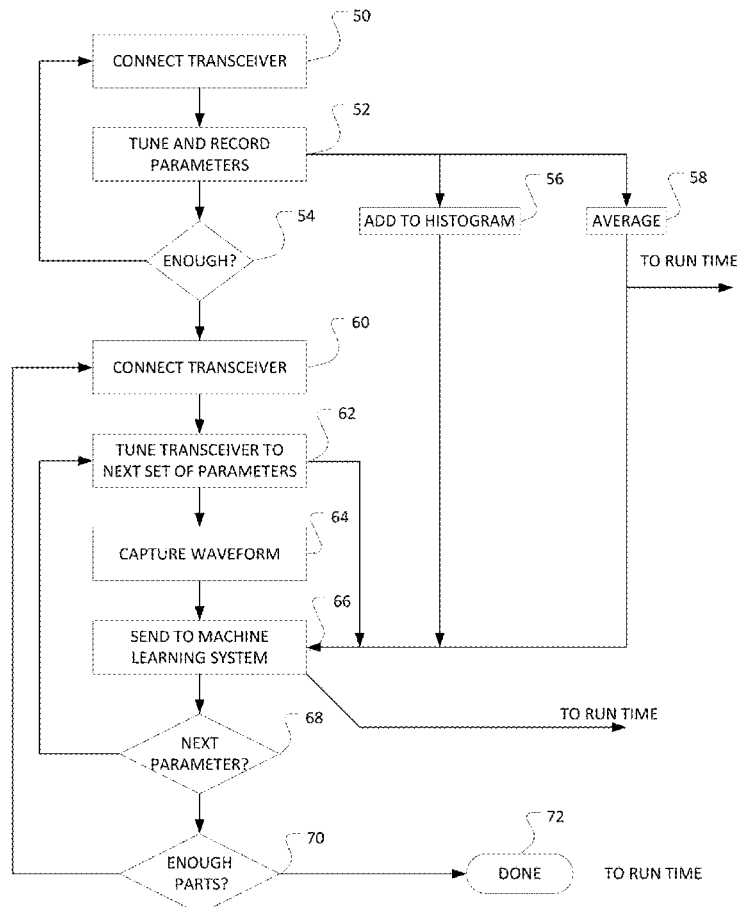 50
CONNECT TRANSCEIVER
52
TUNE AND RECORD
PARAMETERS
56
58
ADD TO HISTOGRAM
AVERAGE
54
ENOUGH?
TO RUN TIME
60
CONNECT TRANSCEIVER
62
TUNE TRANSCEIVER TO
NEXT SET OF PARAMETERS
64
CAPTURE WAVEFORM
66
SEND TO MACHINE
LEARNING SYSTEM
TO RUN TIME
68
NEXT
PARAMETER?
70
72
ENOUGH
PARTS?
DONE
TO RUN TIME